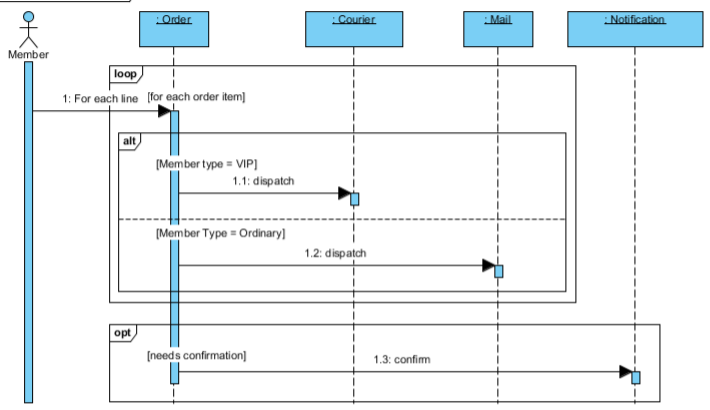 : Order
: Courier
: Mail
: Notification
Member
loop
1: For each line
[for each order item]
alt
[Member type = VIP]
1.1: dispatch
[Member Type = Ordinary]
1.2: dispatch
opt
[needs confirmation]
1.3: confirm